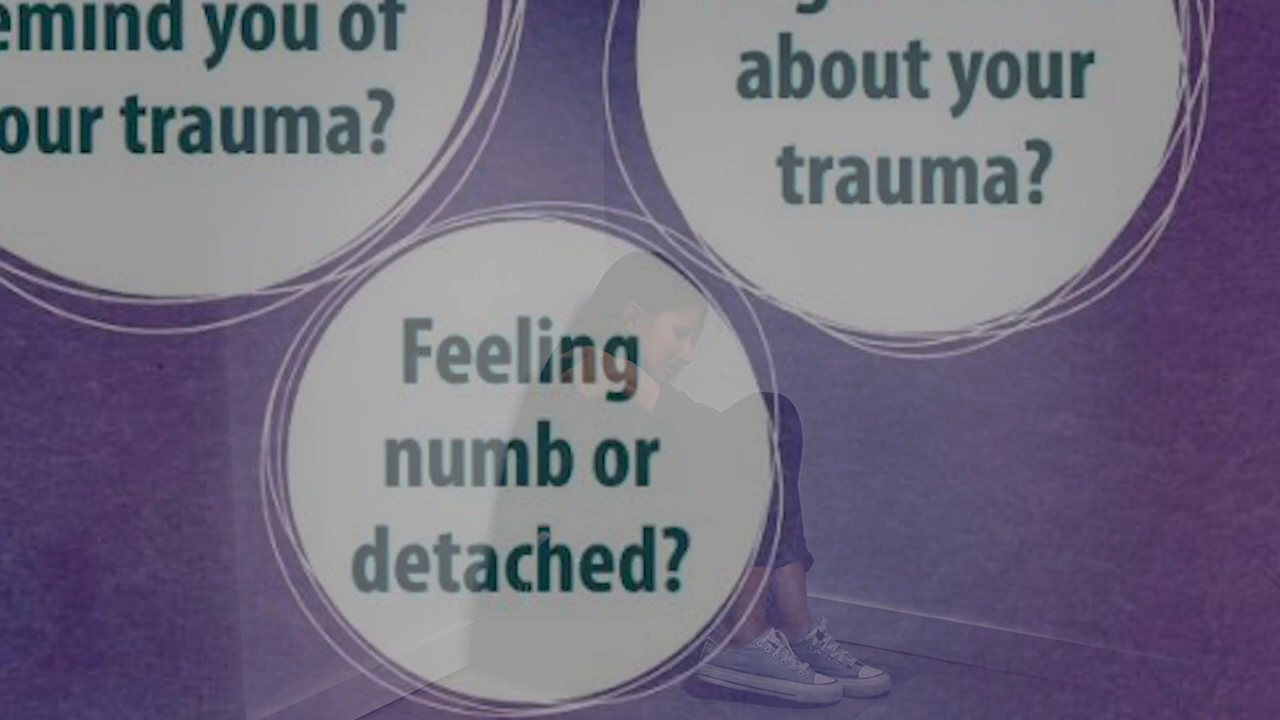 emind you of
our trauma?
about your
trauma?
Feeling
numb or
detached?